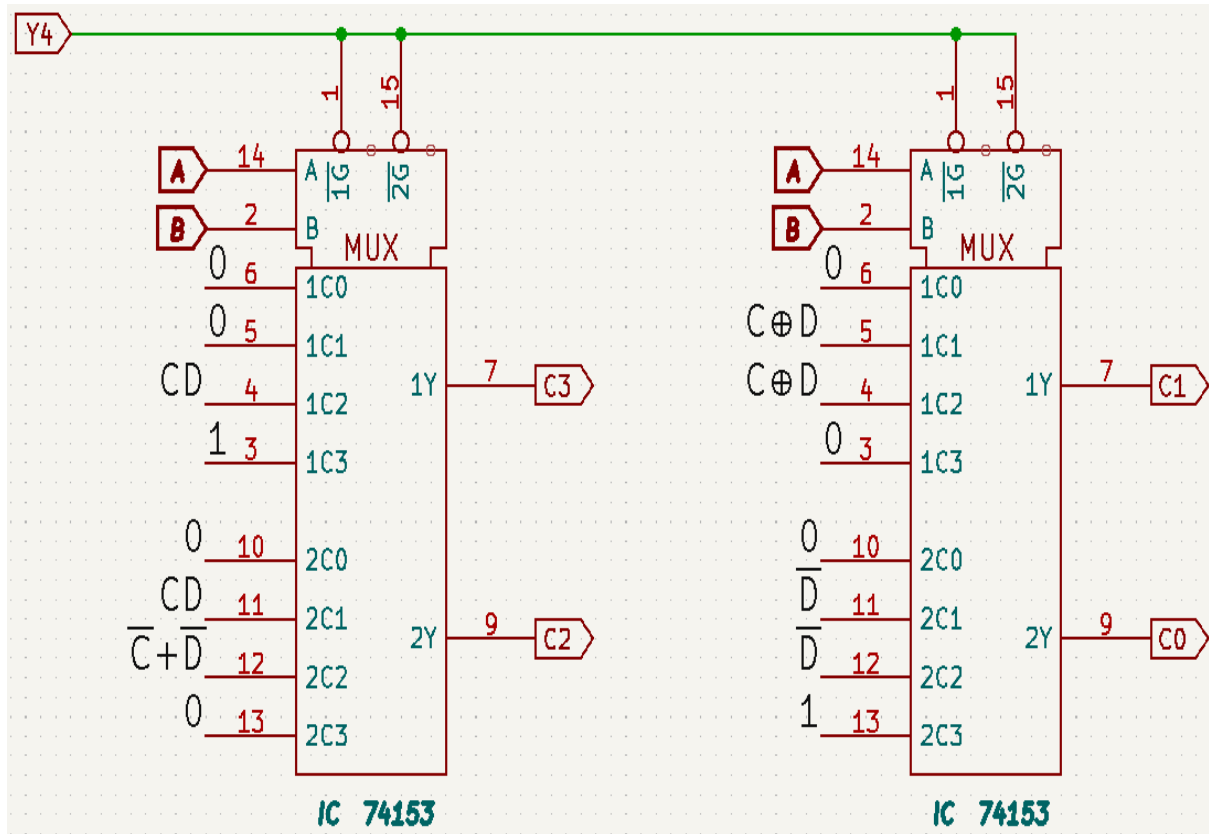 Y4
1 15
A 14 A 1G 2G
B 2 B
MUX
0 6 1C0
0 5 1C1
CD 4 1C2
1 3 1C3
1Y 7 C3
0 10 2C0
CD 11 2C1
C̅+D̅ 12 2C2
0 13 2C3
2Y 9 C2
IC 74153
1 15
A 14 A 1G 2G
B 2 B
MUX
0 6 1C0
C⊕D 5 1C1
C⊕D 4 1C2
0 3 1C3
1Y 7 C1
0 10 2C0
D̅ 11 2C1
D̅ 12 2C2
1 13 2C3
2Y 9 C0
IC 74153